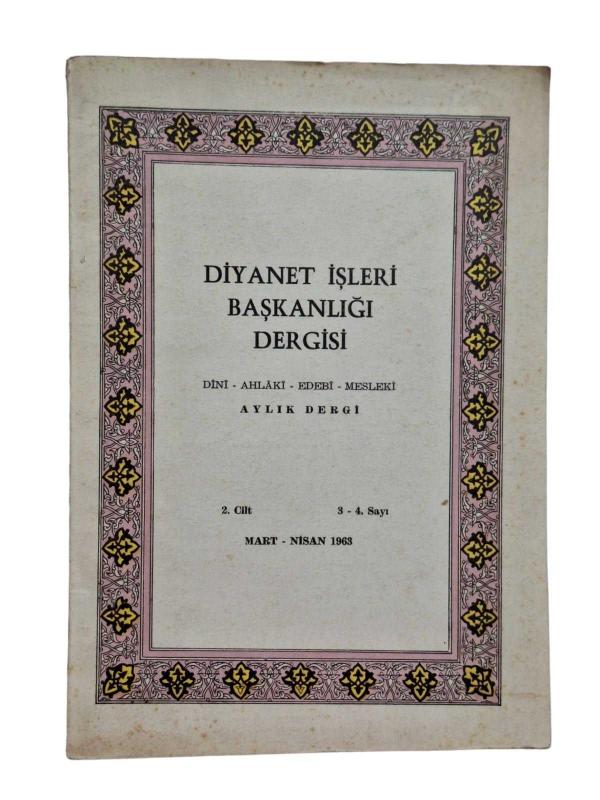 DİYANET İŞLERİ
BAŞKANLIĞI
DERGİSİ
DİNÎ - AHLÂKÎ - EDEBÎ - MESLEKÎ
AYLIK DERGİ
2. Cilt 3 - 4. Sayı
MART - NİSAN 1963